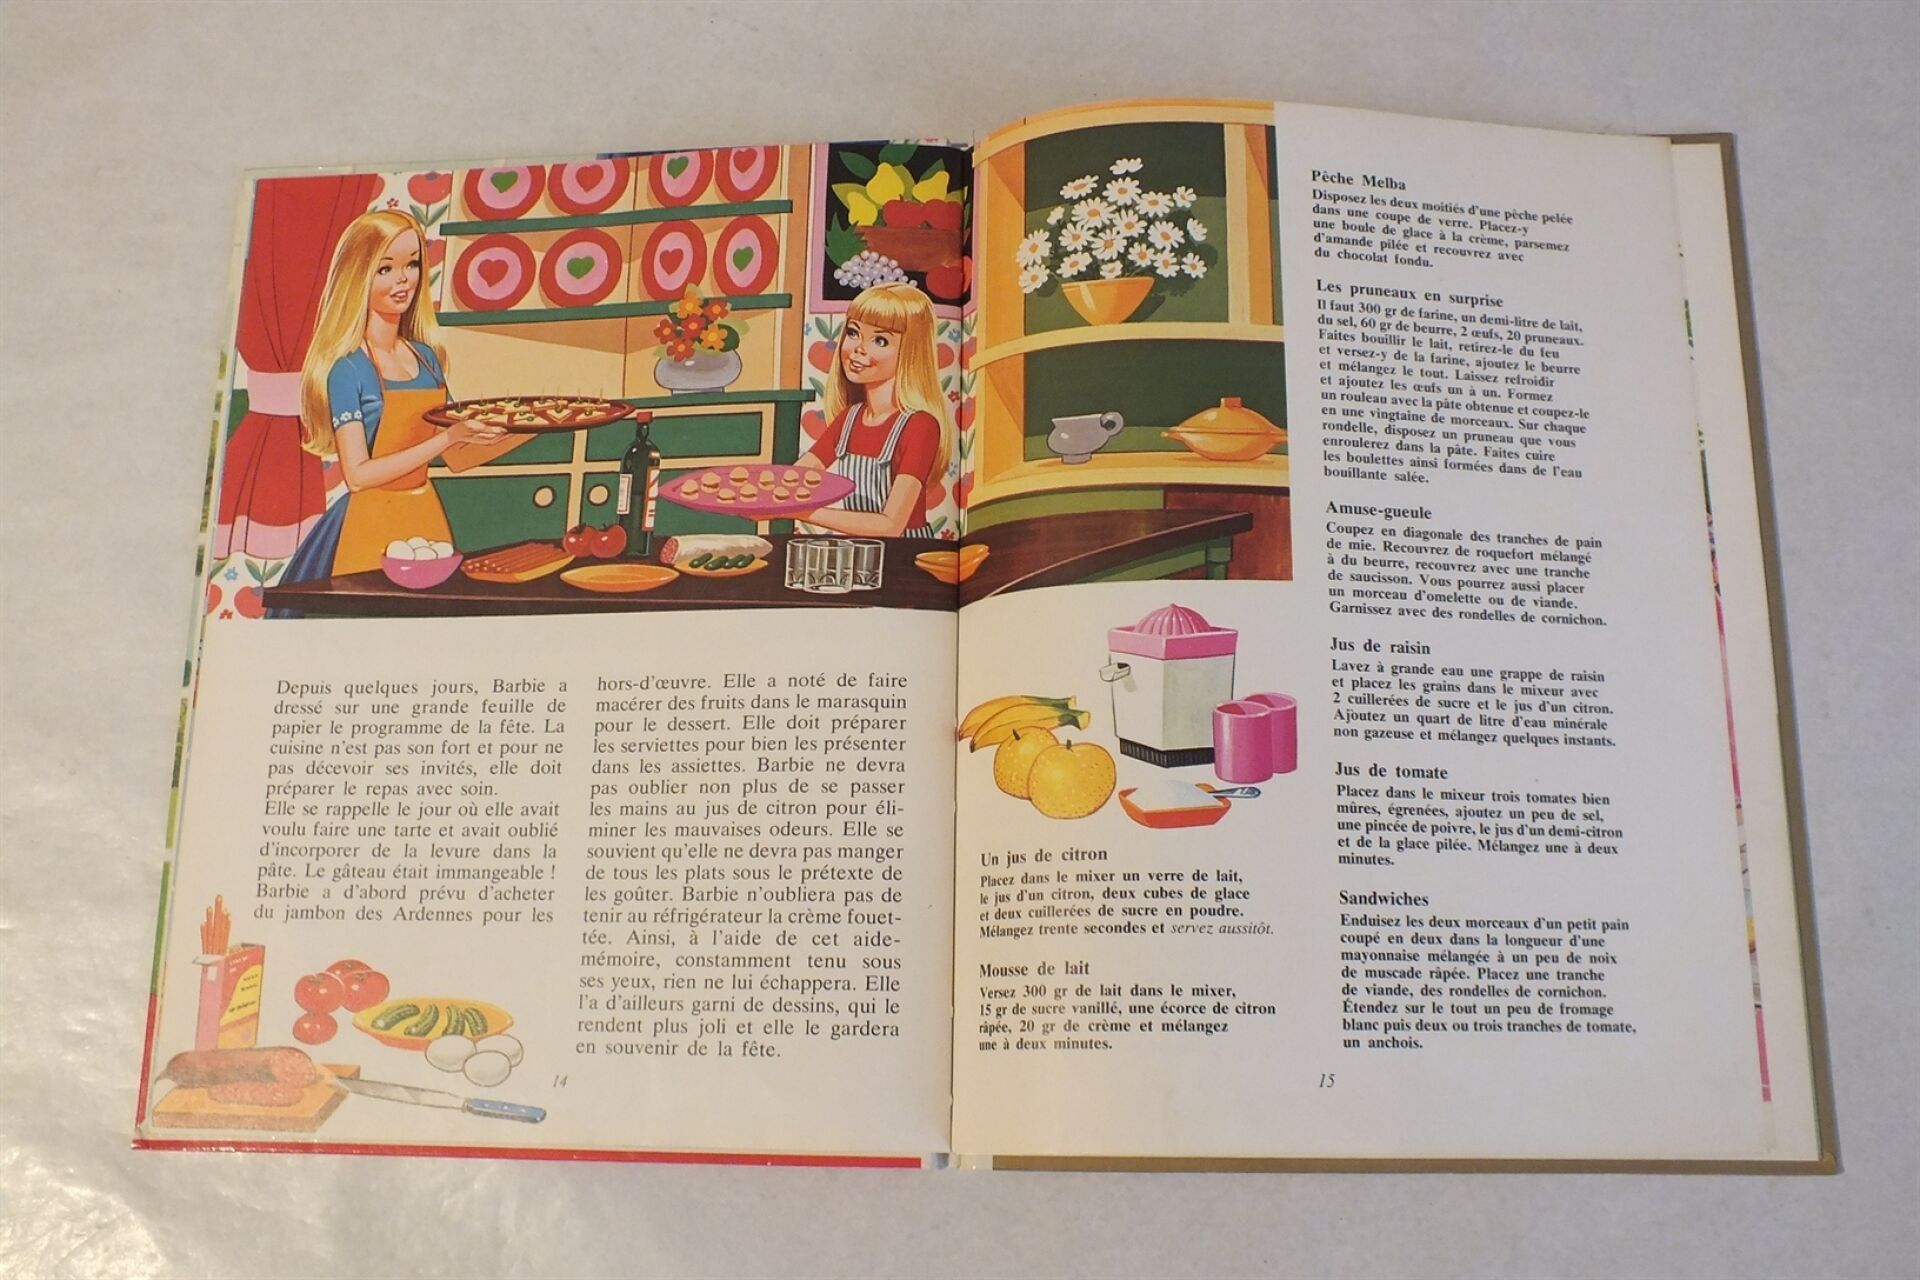 Depuis quelques jours, Barbie a
dressé sur une grande feuille de
papier le programme de la fête. La
cuisine n'est pas son fort et pour ne
pas décevoir ses invités, elle doit
préparer le repas avec soin.
Elle se rappelle le jour où elle avait
voulu faire une tarte et avait oublié
d'incorporer de la levure dans la
pâte. Le gâteau était immangeable !
Barbie a d'abord prévu d'acheter
du jambon des Ardennes pour les
hors-d'œuvre. Elle a noté de faire
macérer des fruits dans le marasquin
pour le dessert. Elle doit préparer
les serviettes pour bien les présenter
dans les assiettes. Barbie ne devra
pas oublier non plus de se passer
les mains au jus de citron pour éli-
miner les mauvaises odeurs. Elle se
souvient qu'elle ne devra pas manger
de tous les plats sous le prétexte de
les goûter. Barbie n'oubliera pas de
tenir au réfrigérateur la crème fouet-
tée. Ainsi, à l'aide de cet aide-
mémoire, constamment tenu sous
ses yeux, rien ne lui échappera. Elle
l'a d'ailleurs garni de dessins, qui le
rendent plus joli et elle le gardera
en souvenir de la fête.
14
Un jus de citron
Placez dans le mixer un verre de lait,
le jus d'un citron, deux cubes de glace
et deux cuillerées de sucre en poudre.
Mélangez trente secondes et servez aussitôt.
Mousse de lait
Versez 300 gr de lait dans le mixer,
15 gr de sucre vanillé, une écorce de citron
râpée, 20 gr de crème et mélangez
une à deux minutes.
Pêche Melba
Disposez les deux moitiés d'une pêche pelée
dans une coupe de verre. Placez-y
une boule de glace à la crème, parsemez
d'amande pilée et recouvrez avec
du chocolat fondu.
Les pruneaux en surprise
Il faut 300 gr de farine, un demi-litre de lait,
du sel, 60 gr de beurre, 2 œufs, 20 pruneaux.
Faites bouillir le lait, retirez-le du feu
et versez-y de la farine, ajoutez le beurre
et mélangez le tout. Laissez refroidir
et ajoutez les œufs un à un. Formez
un rouleau avec la pâte obtenue et coupez-le
en une vingtaine de morceaux. Sur chaque
rondelle, disposez un pruneau que vous
enroulerez dans la pâte. Faites cuire
les boulettes ainsi formées dans de l'eau
bouillante salée.
Amuse-gueule
Coupez en diagonale des tranches de pain
de mie. Recouvrez de roquefort mélangé
à du beurre, recouvrez avec une tranche
de saucisson. Vous pourrez aussi placer
un morceau d'omelette ou de viande.
Garnissez avec des rondelles de cornichon.
Jus de raisin
Lavez à grande eau une grappe de raisin
et placez les grains dans le mixeur avec
2 cuillerées de sucre et le jus d'un citron.
Ajoutez un quart de litre d'eau minérale
non gazeuse et mélangez quelques instants.
Jus de tomate
Placez dans le mixeur trois tomates bien
mûres, égrenées, ajoutez un peu de sel,
une pincée de poivre, le jus d'un demi-citron
et de la glace pilée. Mélangez une à deux
minutes.
Sandwiches
Enduisez les deux morceaux d'un petit pain
coupé en deux dans la longueur d'une
mayonnaise mélangée à un peu de noix
de muscade râpée. Placez une tranche
de viande, des rondelles de cornichon.
Étendez sur le tout un peu de fromage
blanc puis deux ou trois tranches de tomate,
un anchois.
15